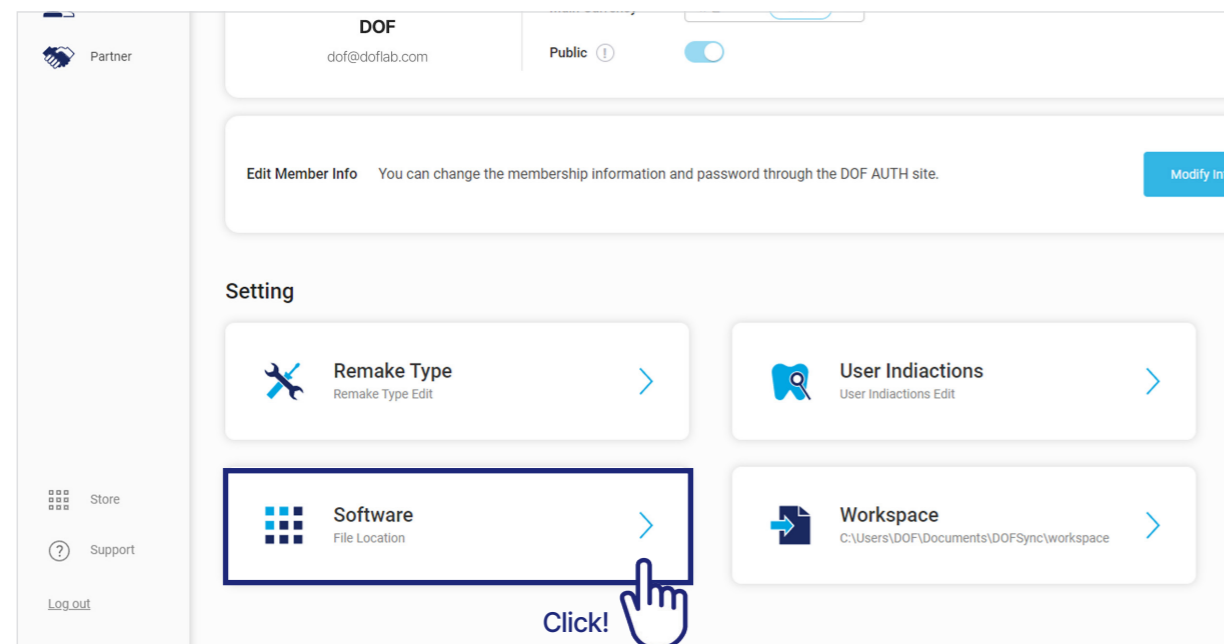 DOF
Partner
dof@doflab.com
Public
Edit Member Info You can change the membership information and password through the DOF AUTH site.
Modify
Setting
Remake Type
Remake Type Edit
User Indiactions
User Indiactions Edit
Software
File Location
Workspace
C:\Users\DOF\Documents\DOFSync\workspace
Store
Support
Log out
Click!